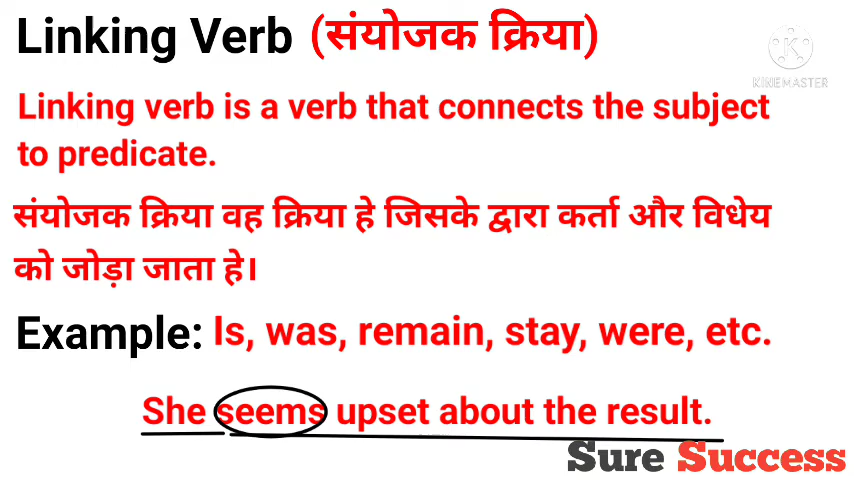 Linking Verb (संयोजक क्रिया)
KINEMASTER
Linking verb is a verb that connects the subject
to predicate.
संयोजक क्रिया वह क्रिया हे जिसके द्वारा कर्ता और विधेय
को जोड़ा जाता हे।
Example: Is, was, remain, stay, were, etc.
She seems upset about the result.
Sure Success